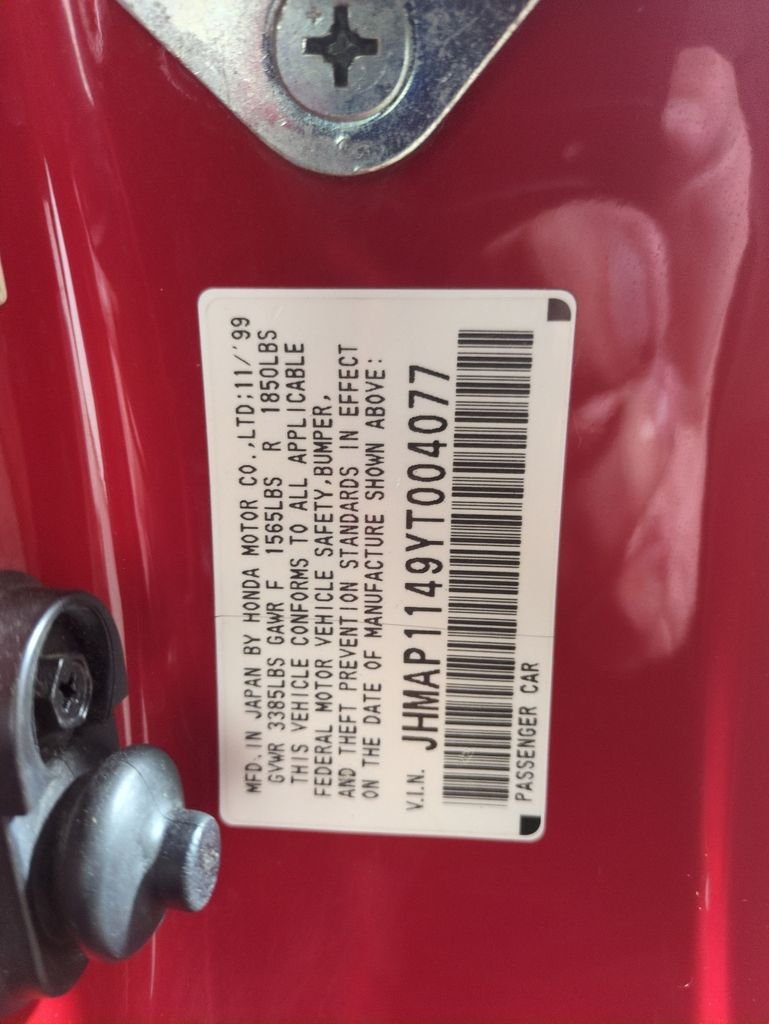 MFD. IN JAPAN BY HONDA MOTOR CO.,LTD;11/'99
GVWR 3385LBS GAWR F 1565LBS R 1850LBS
THIS VEHICLE CONFORMS TO ALL APPLICABLE
FEDERAL MOTOR VEHICLE SAFETY,BUMPER,
AND THEFT PREVENTION STANDARDS IN EFFECT
ON THE DATE OF MANUFACTURE SHOWN ABOVE:
V.I.N. JHMAP1149YT004077
PASSENGER CAR